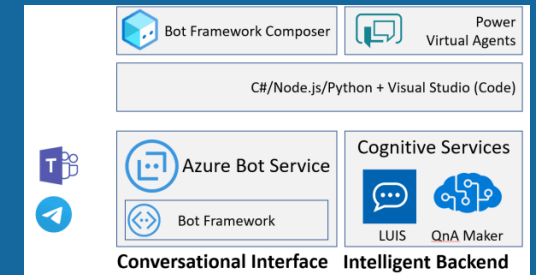 Bot Framework Composer
Power
Virtual Agents
C#/Node.js/Python + Visual Studio (Code)
T
Azure Bot Service
Bot Framework
Cognitive Services
LUIS
QnA Maker
Conversational Interface
Intelligent Backend